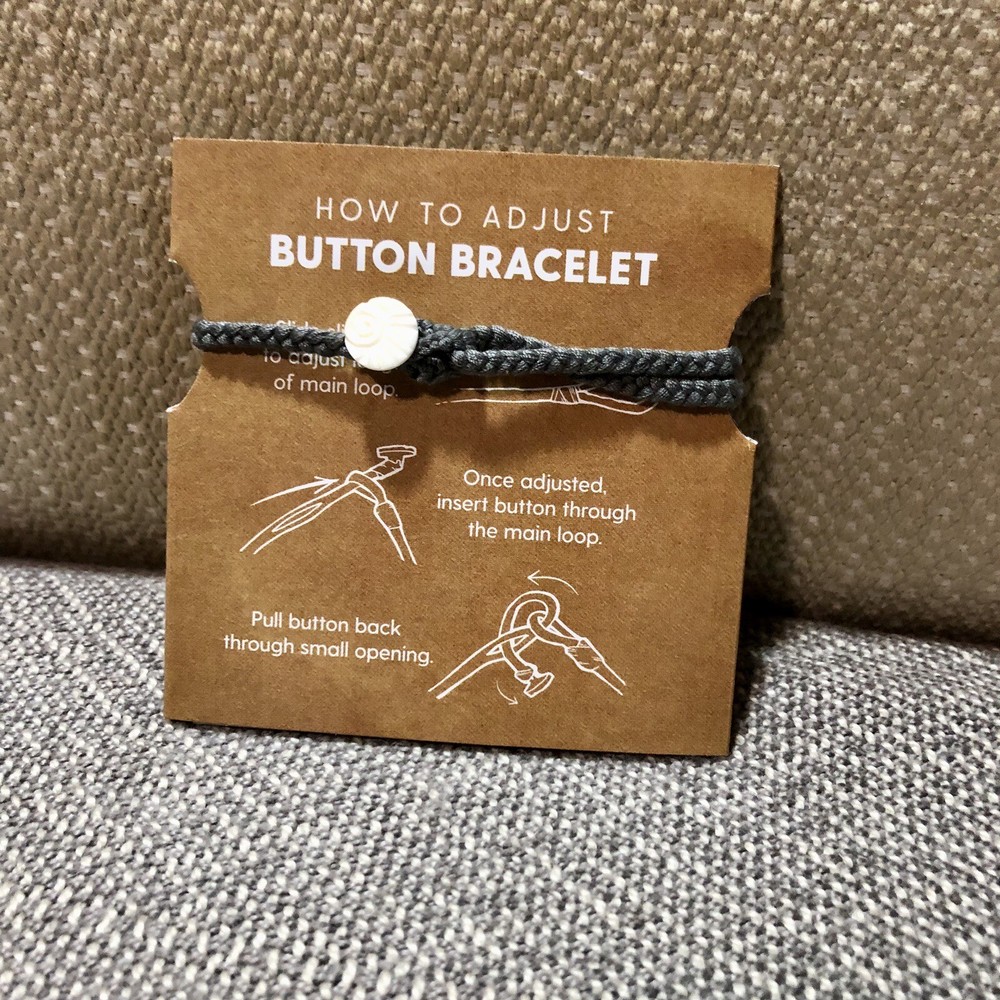 HOW TO ADJUST
BUTTON BRACELET
Slide
to adjust
of main loop.
Once adjusted,
insert button through
the main loop.
Pull button back
through small opening.